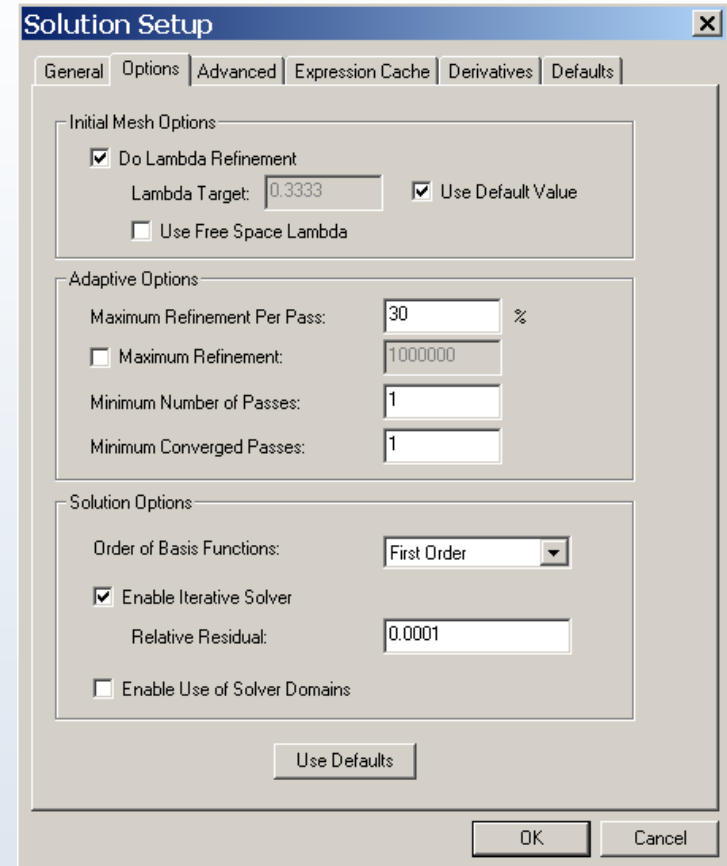 Solution Setup
General Options Advanced Expression Cache Derivatives Defaults
Initial Mesh Options
Do Lambda Refinement
Lambda Target: 0.3333 Use Default Value
Use Free Space Lambda
Adaptive Options
Maximum Refinement Per Pass: 30 %
Maximum Refinement: 1000000
Minimum Number of Passes: 1
Minimum Converged Passes: 1
Solution Options
Order of Basis Functions: First Order
Enable Iterative Solver
Relative Residual: 0.0001
Enable Use of Solver Domains
Use Defaults
OK Cancel